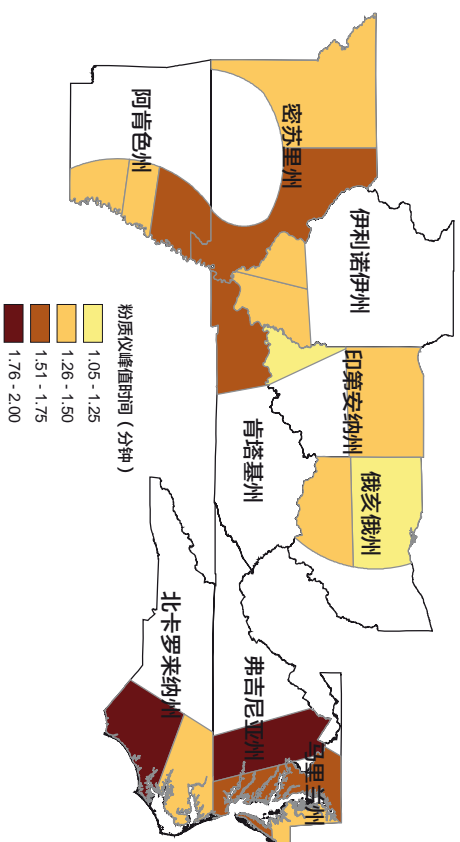 密苏里州
阿肯色州
伊利诺伊州
印第安纳州
肯塔基州
俄亥俄州
北卡罗来纳州
弗吉尼亚州
马里兰州
粉质仪峰值时间（分钟）
1.05 - 1.25
1.26 - 1.50
1.51 - 1.75
1.76 - 2.00